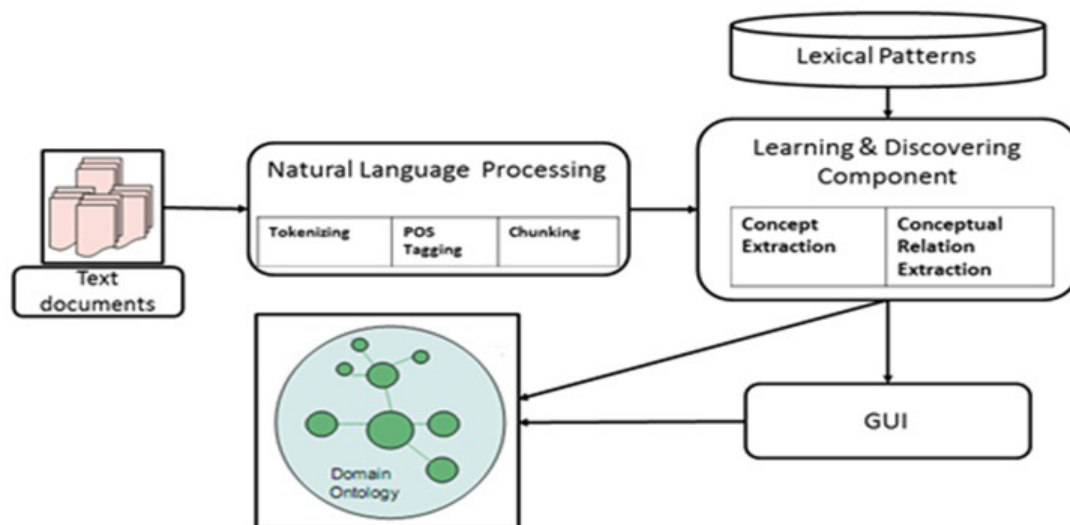 Lexical Patterns
Natural Language Processing
Tokenizing
POS
Tagging
Chunking
Learning & Discovering
Component
Concept
Extraction
Conceptual
Relation
Extraction
Text
documents
Domain
Ontology
GUI